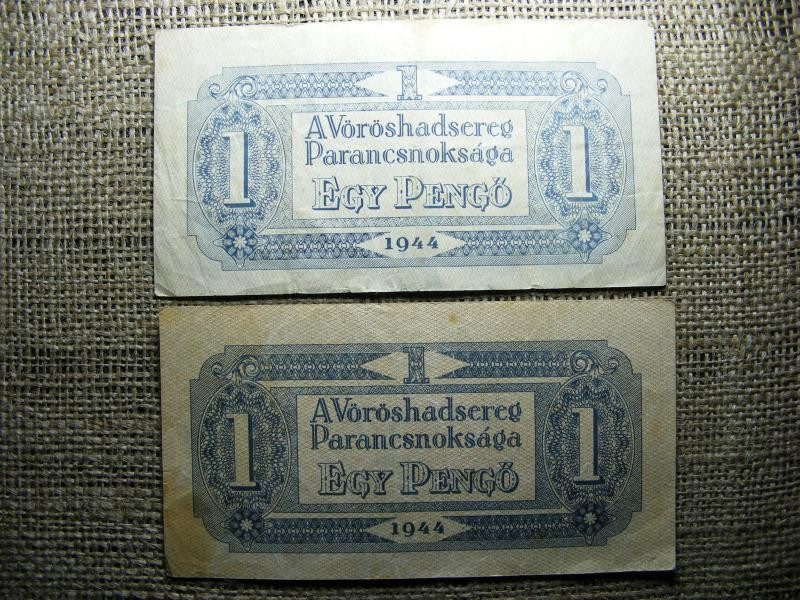 1
A Vöröshadsereg
Parancsnoksága
1 1
EGY PENGŐ
1944
1
A Vöröshadsereg
Parancsnoksága
1 1
EGY PENGŐ
1944